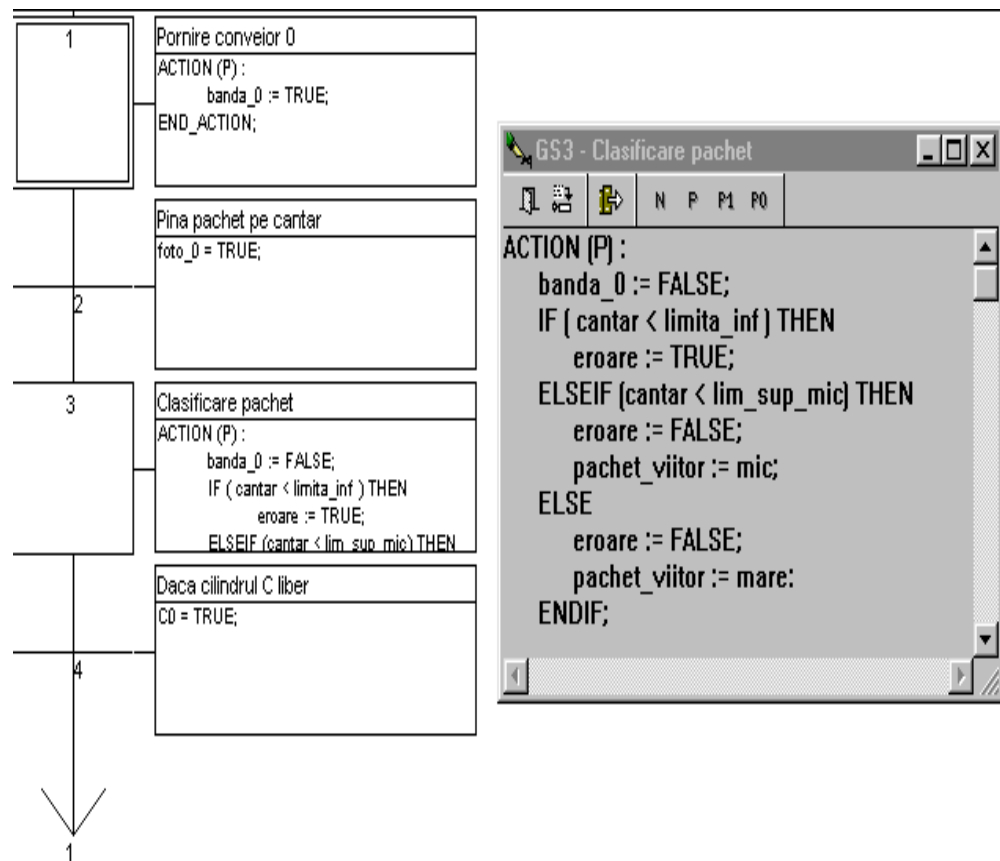 1
Pornire conveior 0
ACTION (P) :
banda_0 := TRUE;
END_ACTION;
2
Pina pachet pe cantar
foto_0 = TRUE;
3
Clasificare pachet
ACTION (P) :
banda_0 := FALSE;
IF ( cantar < limita_inf ) THEN
eroare := TRUE;
ELSEIF (cantar < lim_sup_mic) THEN
4
Daca cilindrul C liber
C0 = TRUE;
1
GS3 - Clasificare pachet
N P P1 P0
ACTION (P) :
banda_0 := FALSE;
IF ( cantar < limita_inf ) THEN
eroare := TRUE;
ELSEIF (cantar < lim_sup_mic) THEN
eroare := FALSE;
pachet_viitor := mic;
ELSE
eroare := FALSE;
pachet_viitor := mare:
ENDIF;